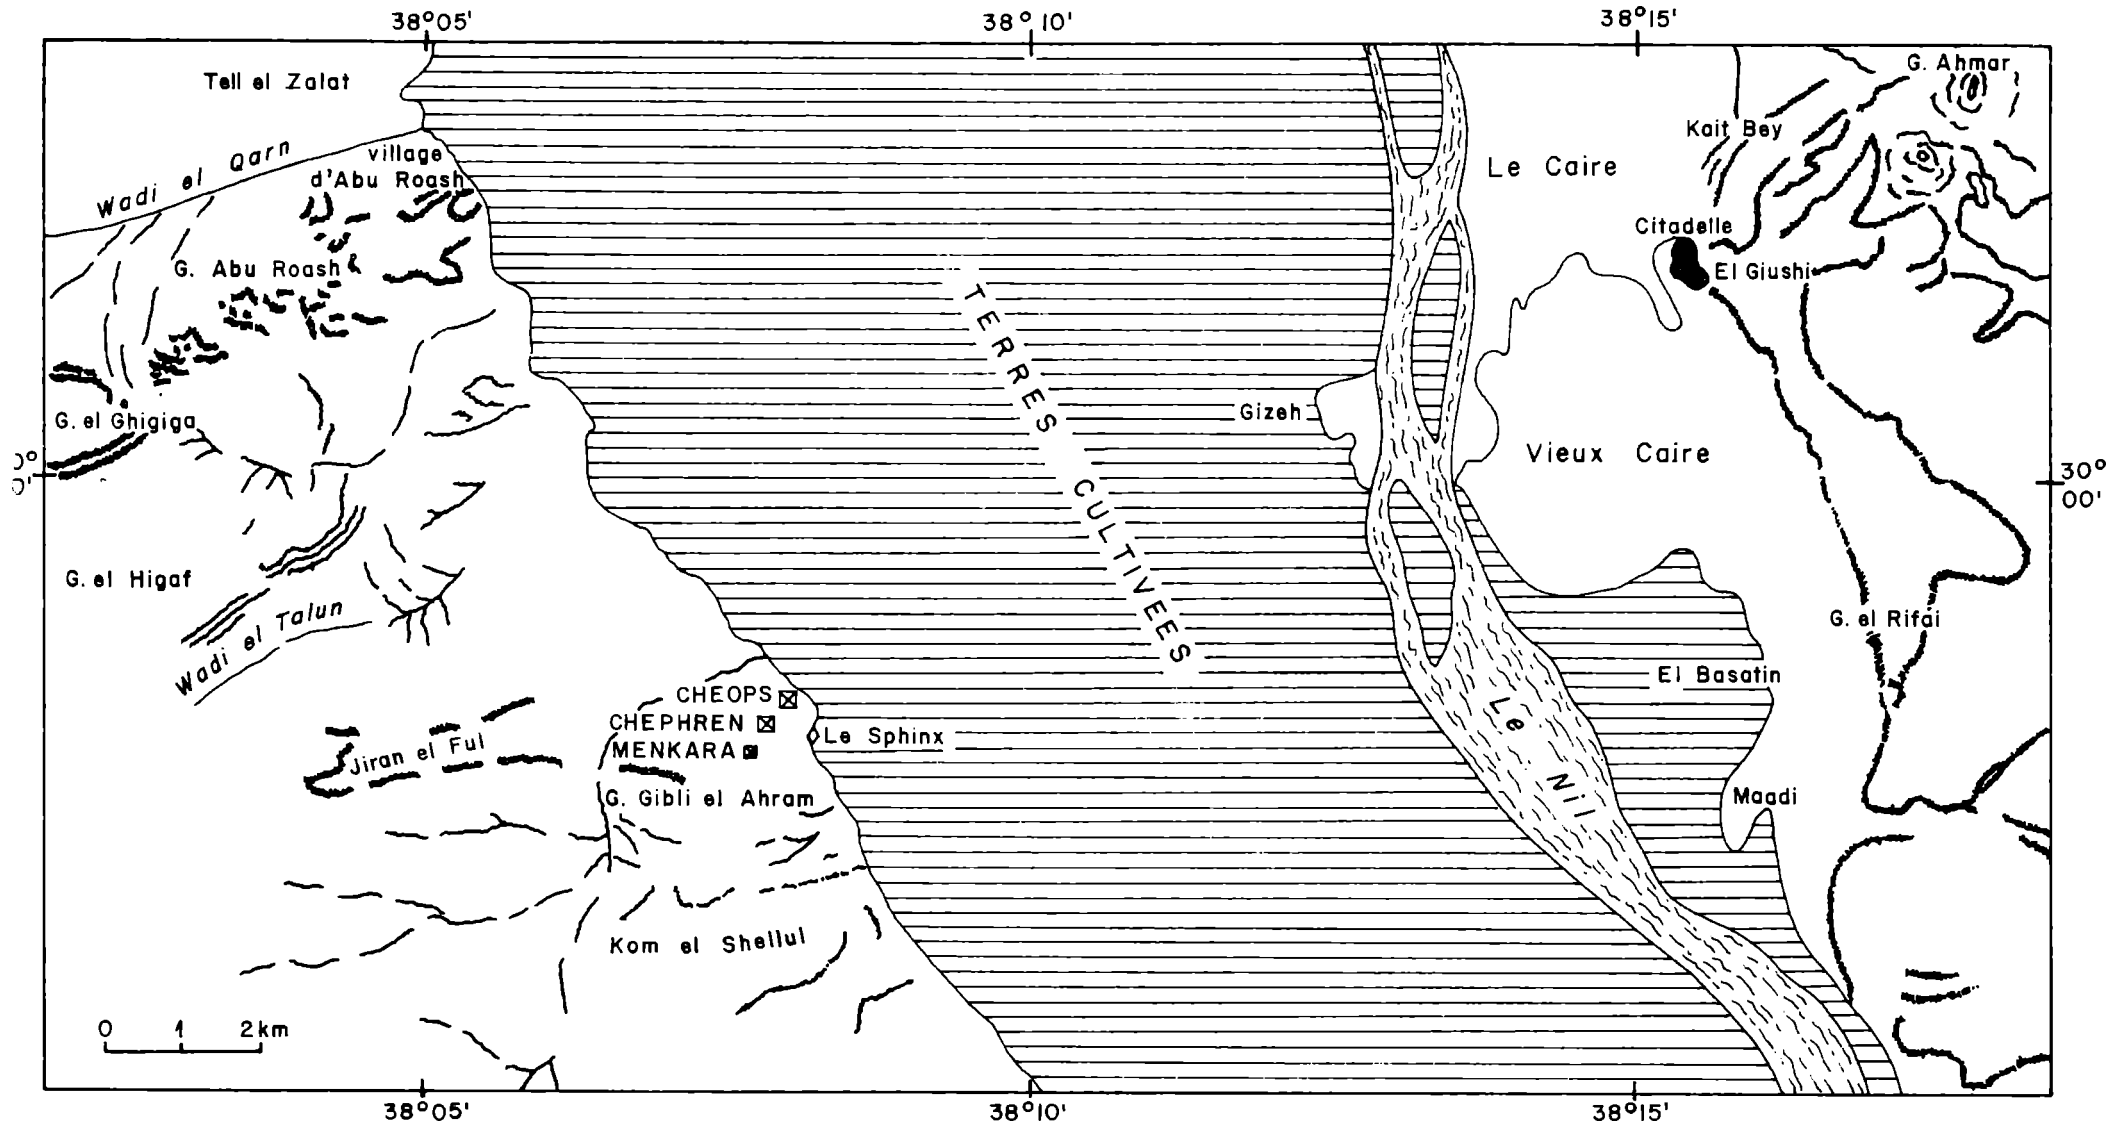 38°05'
38°10'
38°15'
Tell el Zalat
G. Ahmar
Kait Bey
Wadi el Qarn
village
d'Abu Roash
Le Caire
Citadelle
G. Abu Roash
El Giushi
TERRES CULTIVEES
G. el Ghigiga
Gizeh
Vieux Caire
0°
0'
30°
00'
G. el Higaf
Wadi el Talun
G. el Rifai
El Basatin
CHEOPS
CHEPHREN
MENKARA
Le Sphinx
Le Nil
Jiran el Ful
G. Gibli el Ahram
Maadi
Kom el Shellul
0 1 2km
38°05'
38°10'
38°15'